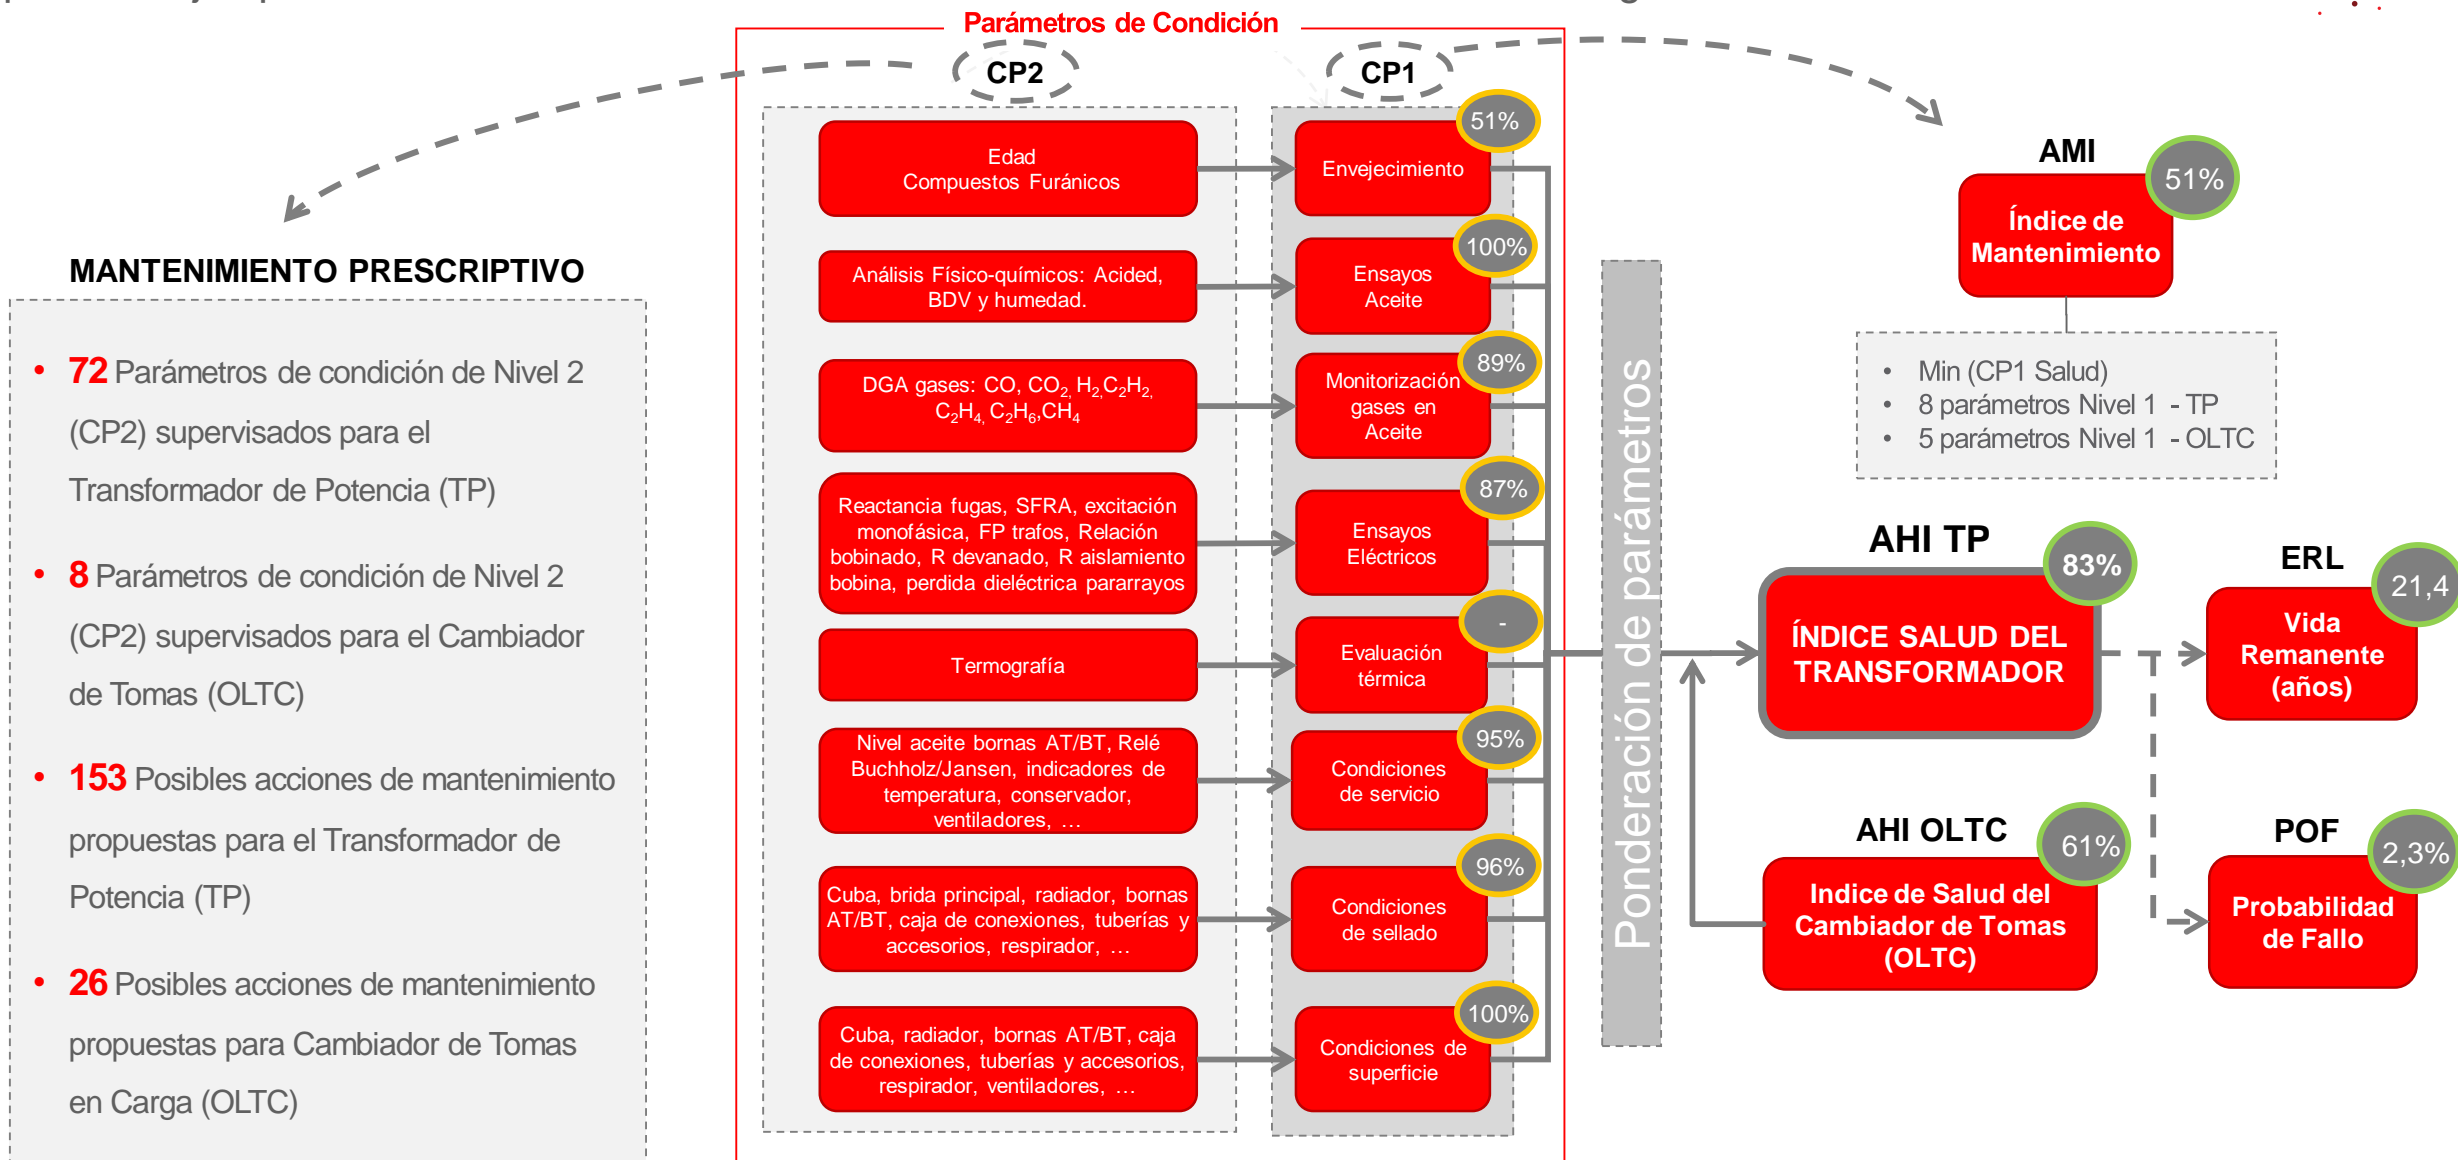 Parámetros de Condición
CP2
CP1
MANTENIMIENTO PRESCRIPTIVO
• 72 Parámetros de condición de Nivel 2
(CP2) supervisados para el
Transformador de Potencia (TP)
• 8 Parámetros de condición de Nivel 2
(CP2) supervisados para el Cambiador
de Tomas (OLTC)
• 153 Posibles acciones de mantenimiento
propuestas para el Transformador de
Potencia (TP)
• 26 Posibles acciones de mantenimiento
propuestas para Cambiador de Tomas
en Carga (OLTC)
Edad
Compuestos Furánicos
Envejecimiento
51%
Análisis Físico-químicos: Acided,
BDV y humedad.
Ensayos
Aceite
100%
DGA gases: CO, CO2, H2,C2H2,
C2H4, C2H6,CH4
Monitorización
gases en
Aceite
89%
Reactancia fugas, SFRA, excitación
monofásica, FP trafos, Relación
bobinado, R devanado, R aislamiento
bobina, perdida dieléctrica pararrayos
Ensayos
Eléctricos
87%
Termografía
Evaluación
térmica
-
Nivel aceite bornas AT/BT, Relé
Buchholz/Jansen, indicadores de
temperatura, conservador,
ventiladores, …
Condiciones
de servicio
95%
Cuba, brida principal, radiador, bornas
AT/BT, caja de conexiones, tuberías y
accesorios, respirador, …
Condiciones
de sellado
96%
Cuba, radiador, bornas AT/BT, caja
de conexiones, tuberías y accesorios,
respirador, ventiladores, …
Condiciones de
superficie
100%
Ponderación de parámetros
AMI
51%
Índice de
Mantenimiento
• Min (CP1 Salud)
• 8 parámetros Nivel 1 - TP
• 5 parámetros Nivel 1 - OLTC
AHI TP
83%
ÍNDICE SALUD DEL
TRANSFORMADOR
AHI OLTC
61%
Indice de Salud del
Cambiador de Tomas
(OLTC)
ERL
21,4
Vida
Remanente
(años)
POF
2,3%
Probabilidad
de Fallo